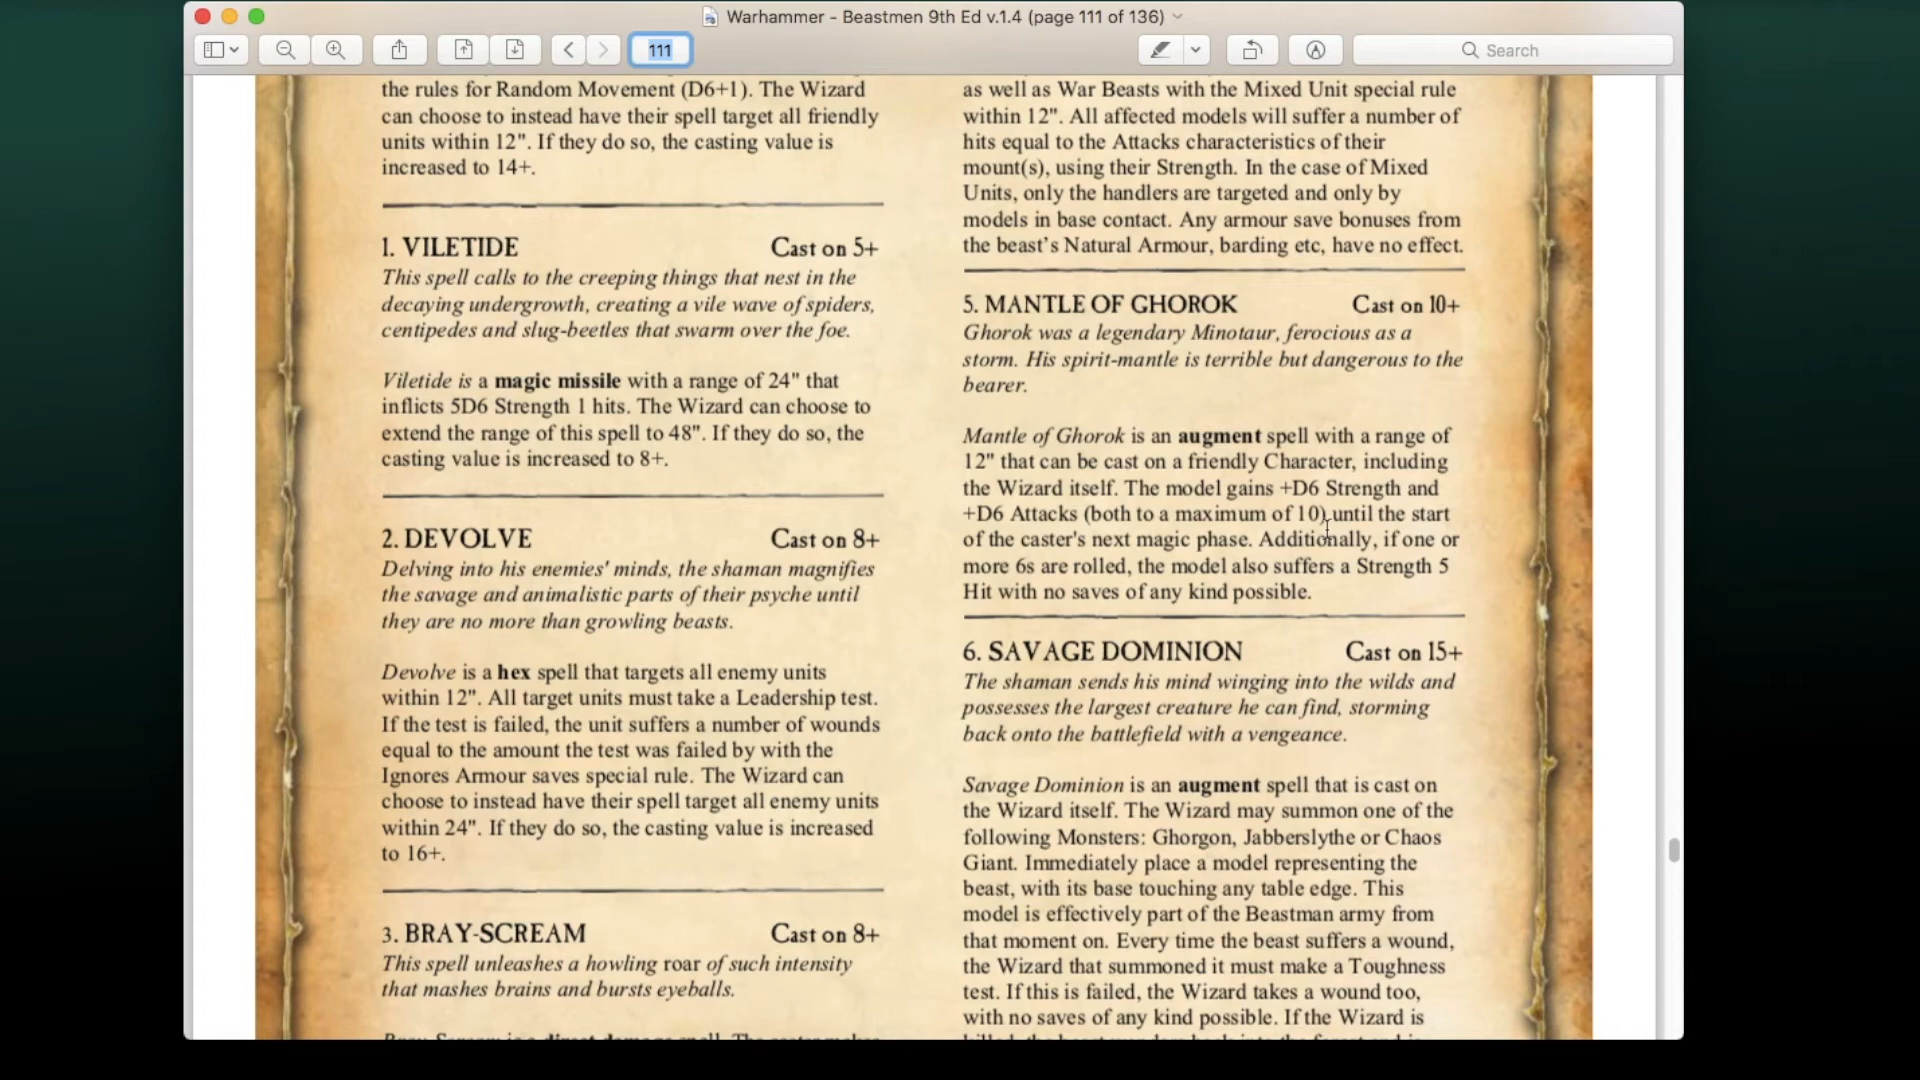 Warhammer - Beastmen 9th Ed v.1.4 (page 111 of 136)
111
Search
the rules for Random Movement (D6+1). The Wizard
can choose to instead have their spell target all friendly
units within 12". If they do so, the casting value is
increased to 14+.
1. VILETIDE Cast on 5+
This spell calls to the creeping things that nest in the
decaying undergrowth, creating a vile wave of spiders,
centipedes and slug-beetles that swarm over the foe.
Viletide is a magic missile with a range of 24" that
inflicts 5D6 Strength 1 hits. The Wizard can choose to
extend the range of this spell to 48". If they do so, the
casting value is increased to 8+.
2. DEVOLVE Cast on 8+
Delving into his enemies' minds, the shaman magnifies
the savage and animalistic parts of their psyche until
they are no more than growling beasts.
Devolve is a hex spell that targets all enemy units
within 12". All target units must take a Leadership test.
If the test is failed, the unit suffers a number of wounds
equal to the amount the test was failed by with the
Ignores Armour saves special rule. The Wizard can
choose to instead have their spell target all enemy units
within 24". If they do so, the casting value is increased
to 16+.
3. BRAY-SCREAM Cast on 8+
This spell unleashes a howling roar of such intensity
that mashes brains and bursts eyeballs.
Bray-Scream is a direct damage spell. The caster makes
as well as War Beasts with the Mixed Unit special rule
within 12". All affected models will suffer a number of
hits equal to the Attacks characteristics of their
mount(s), using their Strength. In the case of Mixed
Units, only the handlers are targeted and only by
models in base contact. Any armour save bonuses from
the beast's Natural Armour, barding etc, have no effect.
5. MANTLE OF GHOROK Cast on 10+
Ghorok was a legendary Minotaur, ferocious as a
storm. His spirit-mantle is terrible but dangerous to the
bearer.
Mantle of Ghorok is an augment spell with a range of
12" that can be cast on a friendly Character, including
the Wizard itself. The model gains +D6 Strength and
+D6 Attacks (both to a maximum of 10) until the start
of the caster's next magic phase. Additionally, if one or
more 6s are rolled, the model also suffers a Strength 5
Hit with no saves of any kind possible.
6. SAVAGE DOMINION Cast on 15+
The shaman sends his mind winging into the wilds and
possesses the largest creature he can find, storming
back onto the battlefield with a vengeance.
Savage Dominion is an augment spell that is cast on
the Wizard itself. The Wizard may summon one of the
following Monsters: Ghorgon, Jabberslythe or Chaos
Giant. Immediately place a model representing the
beast, with its base touching any table edge. This
model is effectively part of the Beastman army from
that moment on. Every time the beast suffers a wound,
the Wizard that summoned it must make a Toughness
test. If this is failed, the Wizard takes a wound too,
with no saves of any kind possible. If the Wizard is